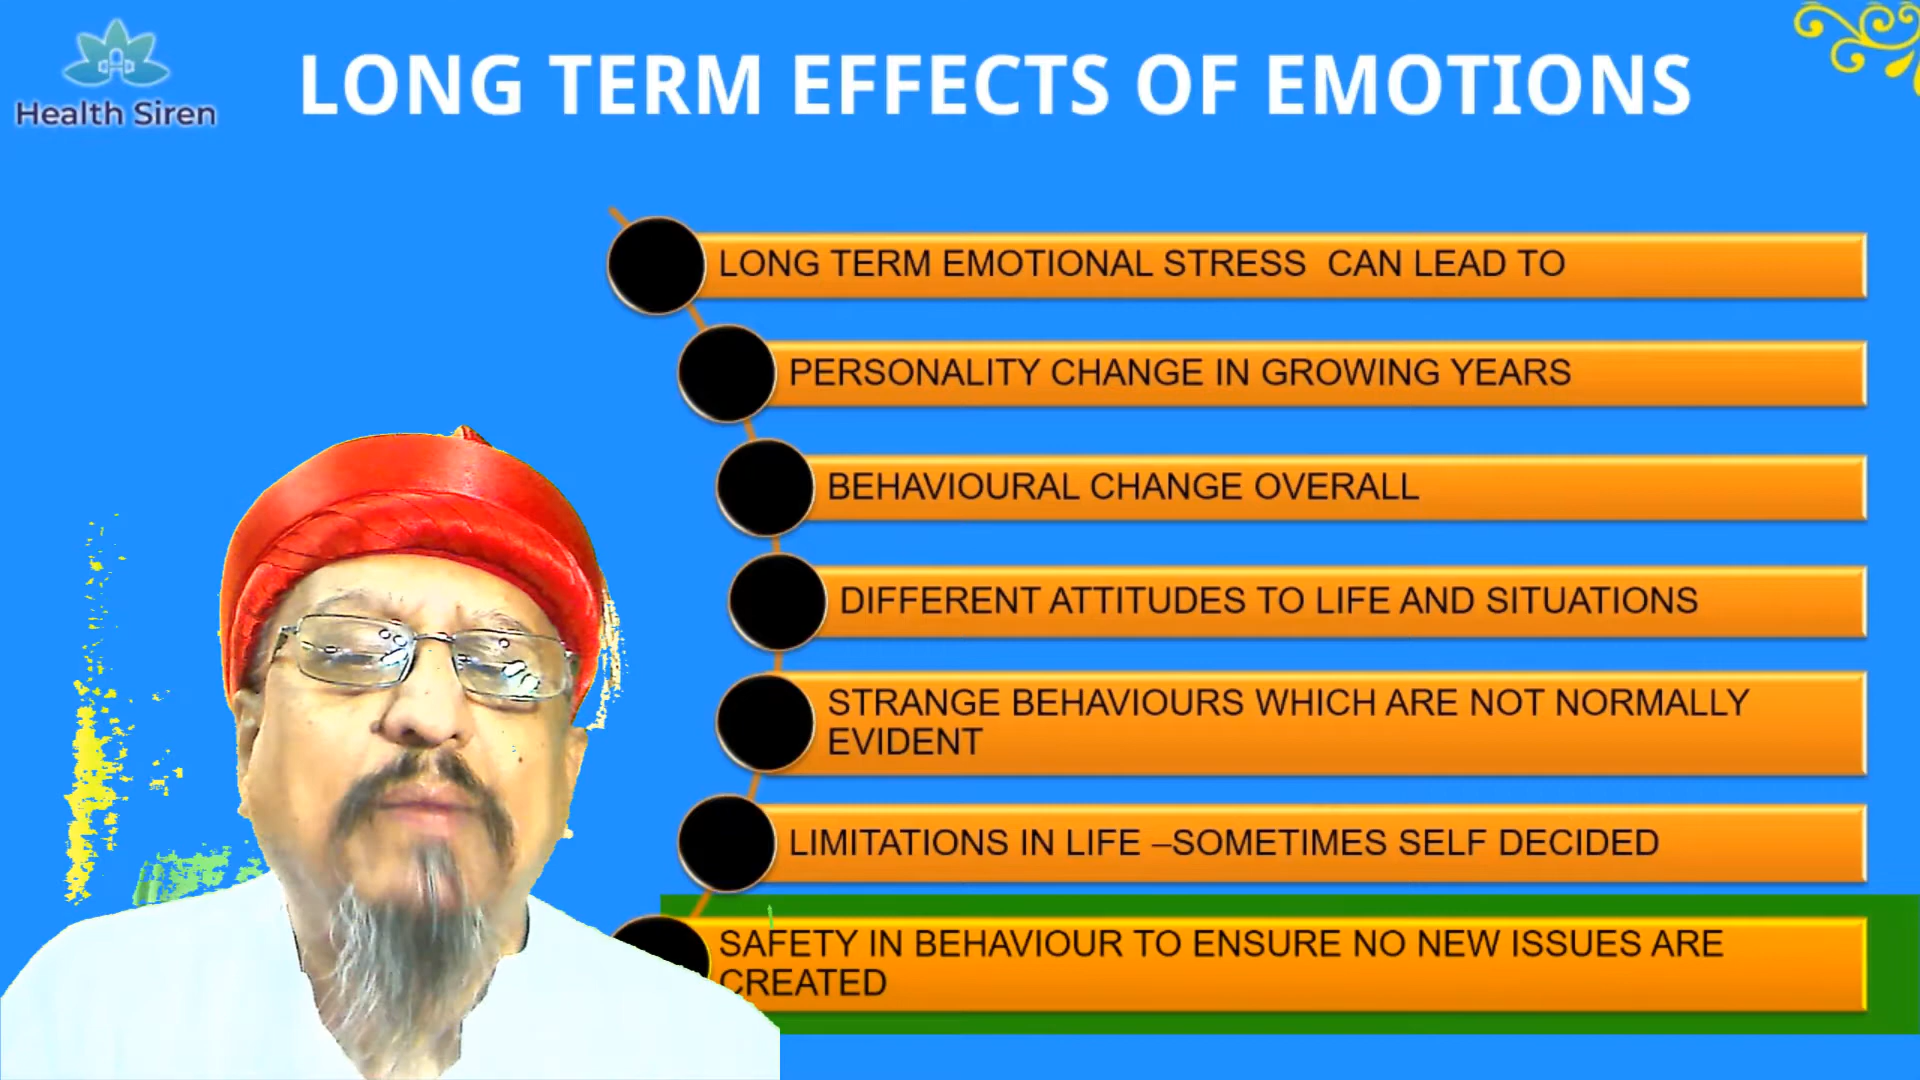 Health Siren
LONG TERM EFFECTS OF EMOTIONS
LONG TERM EMOTIONAL STRESS CAN LEAD TO
PERSONALITY CHANGE IN GROWING YEARS
BEHAVIOURAL CHANGE OVERALL
DIFFERENT ATTITUDES TO LIFE AND SITUATIONS
STRANGE BEHAVIOURS WHICH ARE NOT NORMALLY
EVIDENT
LIMITATIONS IN LIFE –SOMETIMES SELF DECIDED
SAFETY IN BEHAVIOUR TO ENSURE NO NEW ISSUES ARE
CREATED